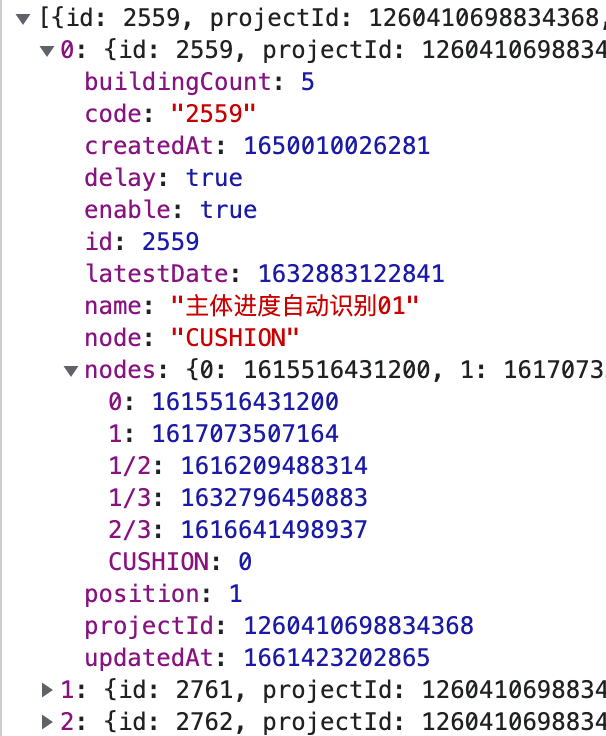 [{id: 2559, projectId: 1260410698834368,
0: {id: 2559, projectId: 1260410698834
buildingCount: 5
code: "2559"
createdAt: 1650010026281
delay: true
enable: true
id: 2559
latestDate: 1632883122841
name: "主体进度自动识别01"
node: "CUSHION"
nodes: {0: 1615516431200, 1: 1617073
0: 1615516431200
1: 1617073507164
1/2: 1616209488314
1/3: 1632796450883
2/3: 1616641498937
CUSHION: 0
position: 1
projectId: 1260410698834368
updatedAt: 1661423202865
1: {id: 2761, projectId: 1260410698834
2: {id: 2762, projectId: 1260410698834